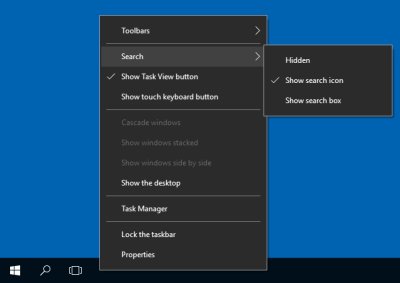 Toolbars
Search
Show Task View button
Show touch keyboard button
Cascade windows
Show windows stacked
Show windows side by side
Show the desktop
Task Manager
Lock the taskbar
Properties
Hidden
Show search icon
Show search box